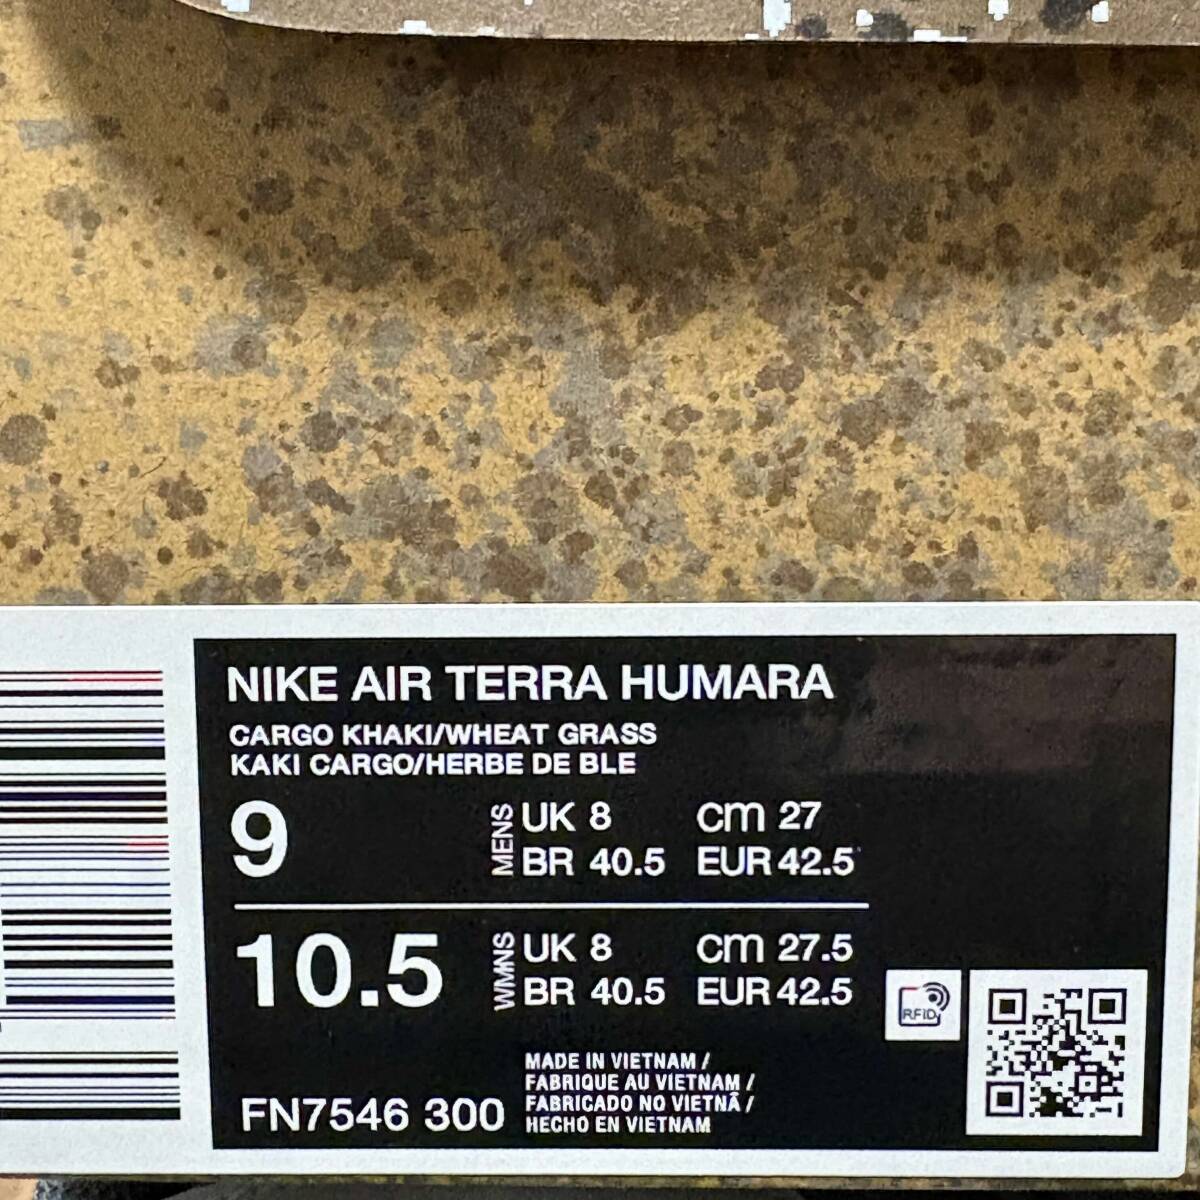 NIKE AIR TERRA HUMARA
CARGO KHAKI/WHEAT GRASS
KAKI CARGO/HERBE DE BLE
9 MENS UK 8 cm 27
BR 40.5 EUR 42.5
10.5 WMNS UK 8 cm 27.5
BR 40.5 EUR 42.5
RFID
MADE IN VIETNAM /
FABRIQUE AU VIETNAM /
FABRICADO NO VIETNÃ /
HECHO EN VIETNAM
FN7546 300